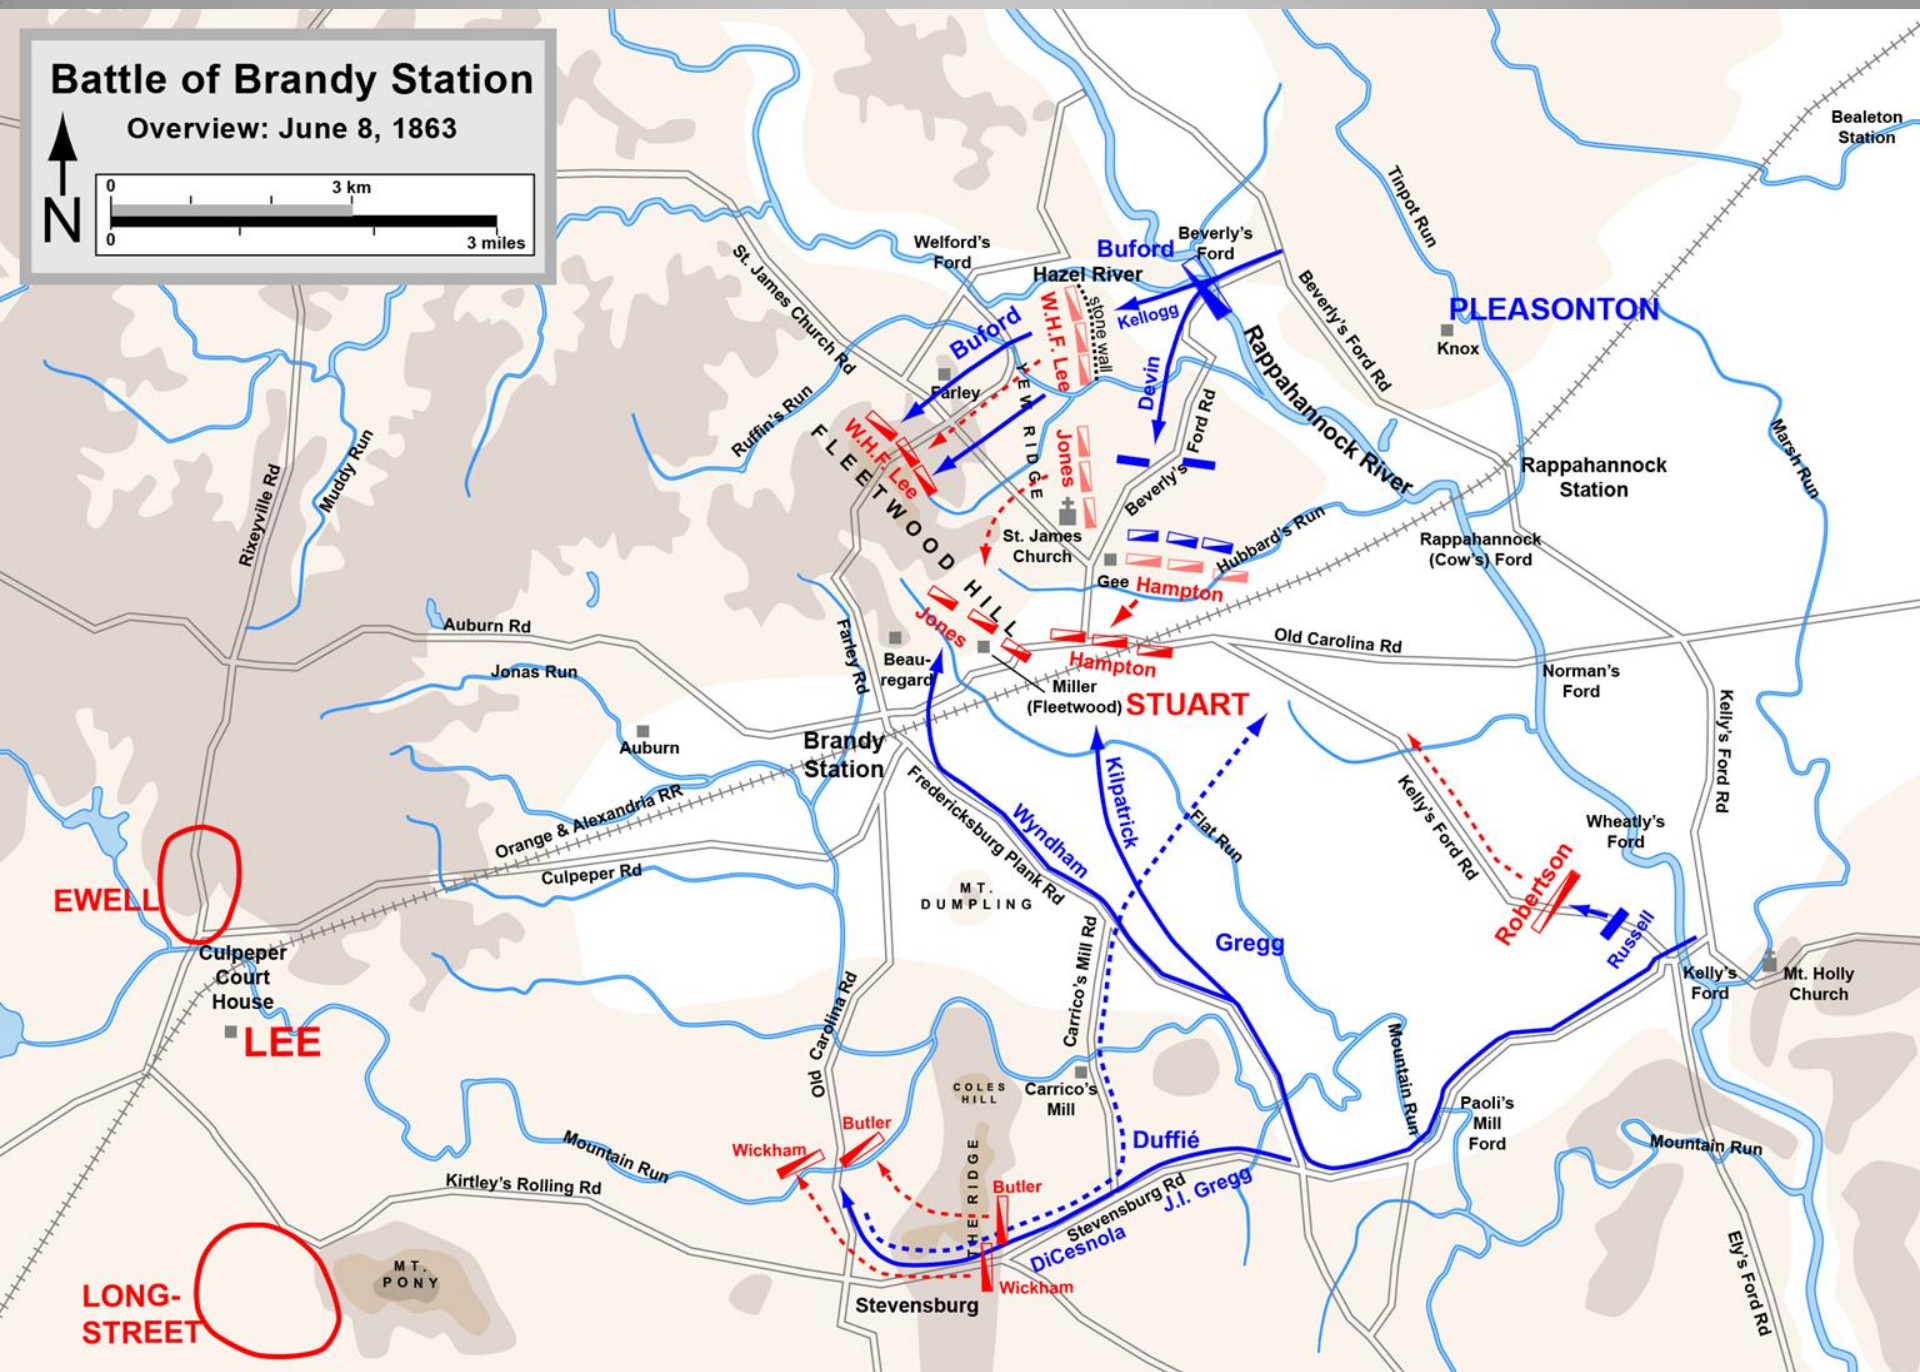 Battle of Brandy Station
Overview: June 8, 1863
N
0
3 km
0
3 miles
Bealeton
Station
Tinpot Run
Welford's
Ford
Buford
Beverly's
Ford
Hazel River
St. James Church Rd
W.H.F. Lee
stone wall
Kellogg
Beverly's Ford Rd
PLEASONTON
Knox
Buford
Rappahannock River
Devin
Farley
YEW RIDGE
Ruffin's Run
W.H.F. Lee
FLEETWOOD HILL
Jones
Beverly's Ford Rd
Marsh Run
Muddy Run
Rixeyville Rd
Rappahannock
Station
St. James
Church
Hubbard's Run
Rappahannock
(Cow's) Ford
Gee
Hampton
Jones
Auburn Rd
Farley Rd
Beau-
regard
Hampton
Old Carolina Rd
Jonas Run
Norman's
Ford
Miller
(Fleetwood)
STUART
Kelly's Ford Rd
Auburn
Brandy
Station
Kilpatrick
Fredericksburg Plank Rd
Wyndham
Flat Run
Kelly's Ford Rd
Wheatly's
Ford
Orange & Alexandria RR
Culpeper Rd
MT.
DUMPLING
EWELL
Robertson
Russell
Gregg
Culpeper
Court
House
Carrico's Mill Rd
Kelly's
Ford
Mt. Holly
Church
LEE
Old Carolina Rd
Mountain Run
COLES
HILL
Carrico's
Mill
Paoli's
Mill
Ford
Butler
Wickham
Duffié
Mountain Run
Mountain Run
Kirtley's Rolling Rd
THE RIDGE
Butler
Stevensburg Rd
J.I. Gregg
DiCesnola
Ely's Ford Rd
MT.
PONY
Wickham
LONG-
STREET
Stevensburg